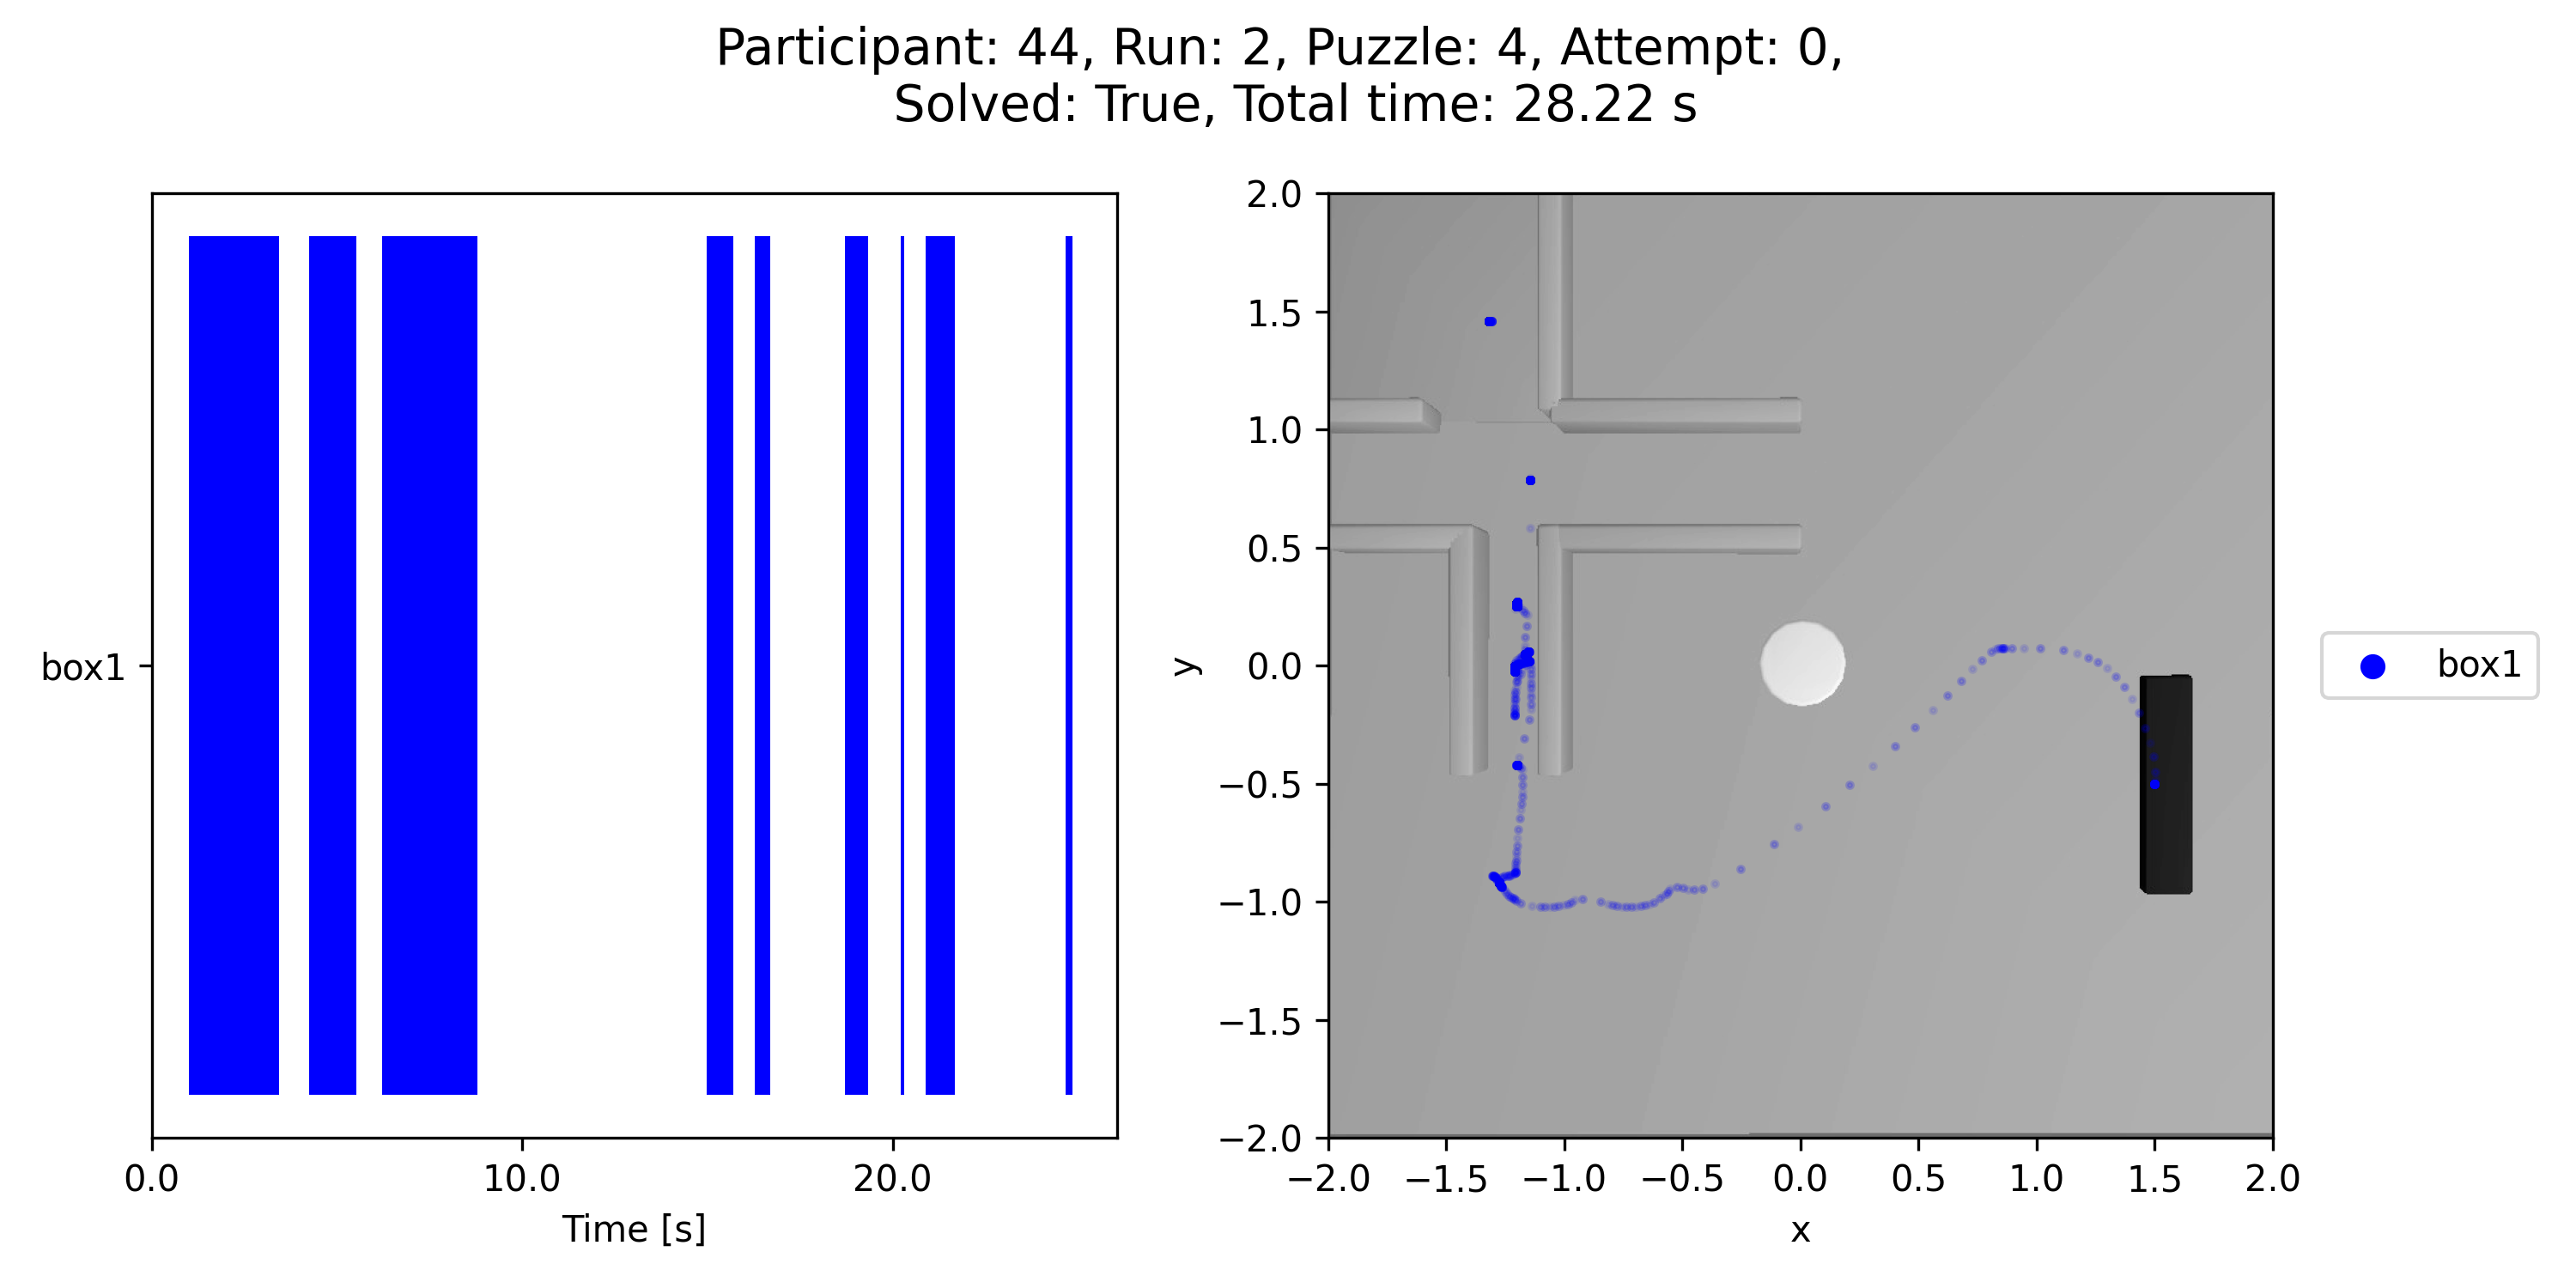 Participant: 44, Run: 2, Puzzle: 4, Attempt: 0,
Solved: True, Total time: 28.22 s
box1
0.0 10.0 20.0
Time [s]
2.0
1.5
1.0
0.5
0.0
−0.5
−1.0
−1.5
−2.0
y
−2.0 −1.5 −1.0 −0.5 0.0 0.5 1.0 1.5 2.0
x
box1